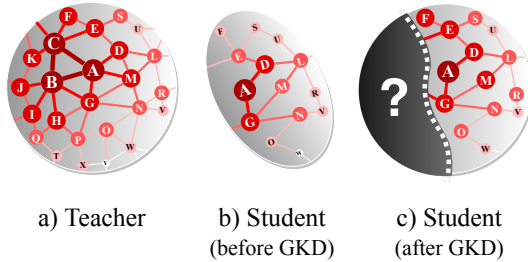 F S
C E U
K D L
A
J B M
G R
I N V
H O
Q P W
T
X Y
F S U
E D L
M
A R
G N V
O W
F S
E U
D L
A M
? R
G N V
O
W
a) Teacher b) Student c) Student
(before GKD) (after GKD)